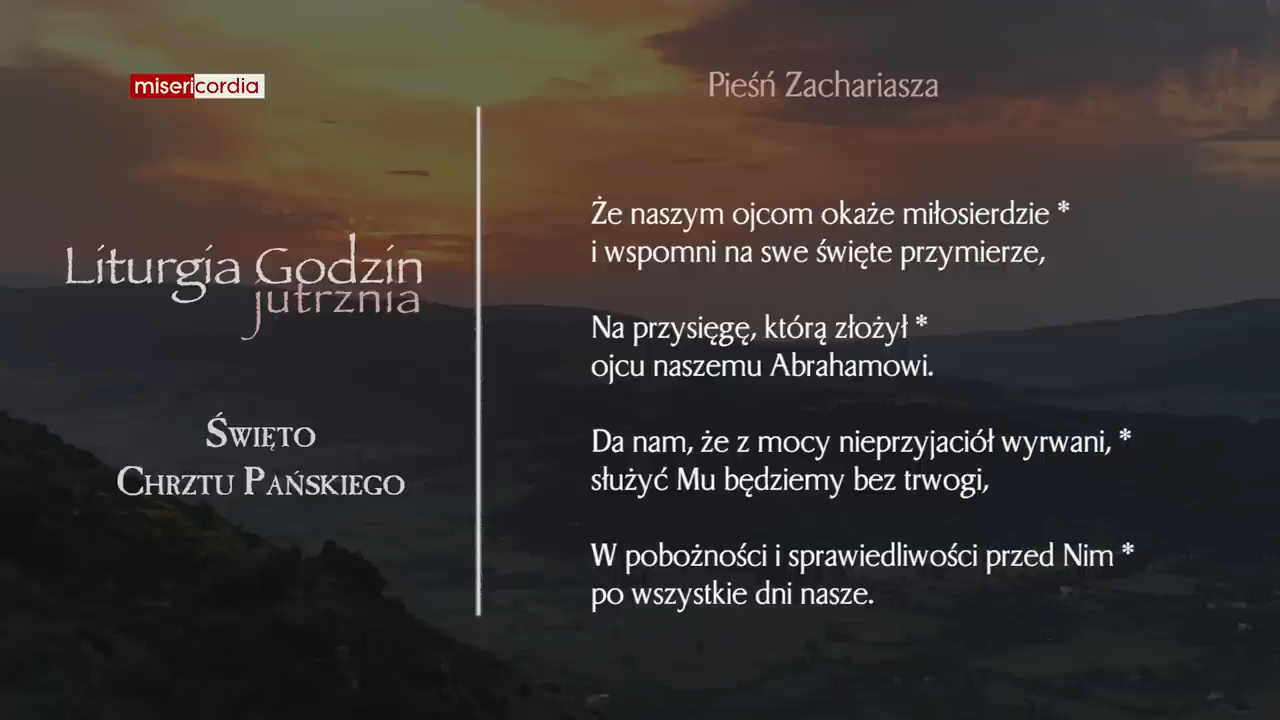 misericordia
Liturgia Godzin
jutrznia
Święto
Chrztu Pańskiego
Pieśń Zachariasza
Że naszym ojcom okaże miłosierdzie *
i wspomni na swe święte przymierze,
Na przysięgę, którą złożył *
ojcu naszemu Abrahamowi.
Da nam, że z mocy nieprzyjaciół wyrwani, *
służyć Mu będziemy bez trwogi,
W pobożności i sprawiedliwości przed Nim *
po wszystkie dni nasze.